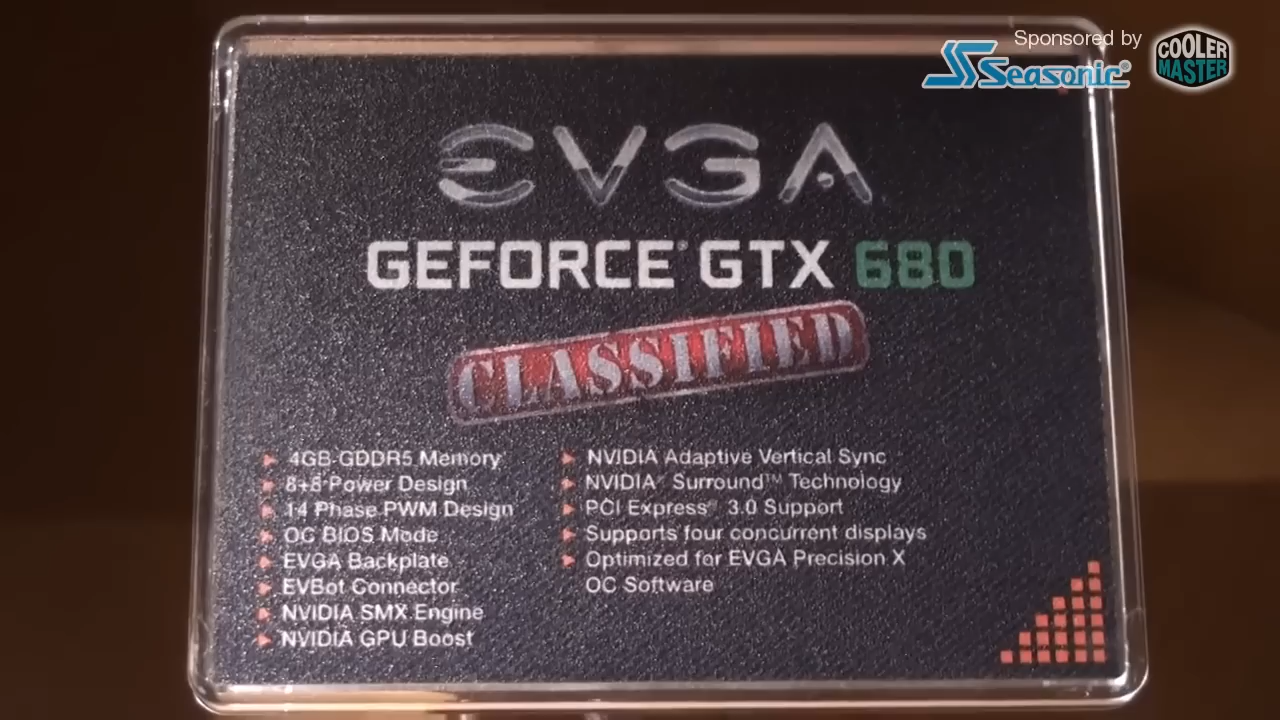 Sponsored by
Seasonic®
COOLER
MASTER
EVGA
GEFORCE® GTX 680
CLASSIFIED
4GB GDDR5 Memory
8+8 Power Design
14 Phase PWM Design
OC BIOS Mode
EVGA Backplate
EVBot Connector
NVIDIA SMX Engine
NVIDIA GPU Boost
NVIDIA Adaptive Vertical Sync
NVIDIA® Surround™ Technology
PCI Express® 3.0 Support
Supports four concurrent displays
Optimized for EVGA Precision X
OC Software